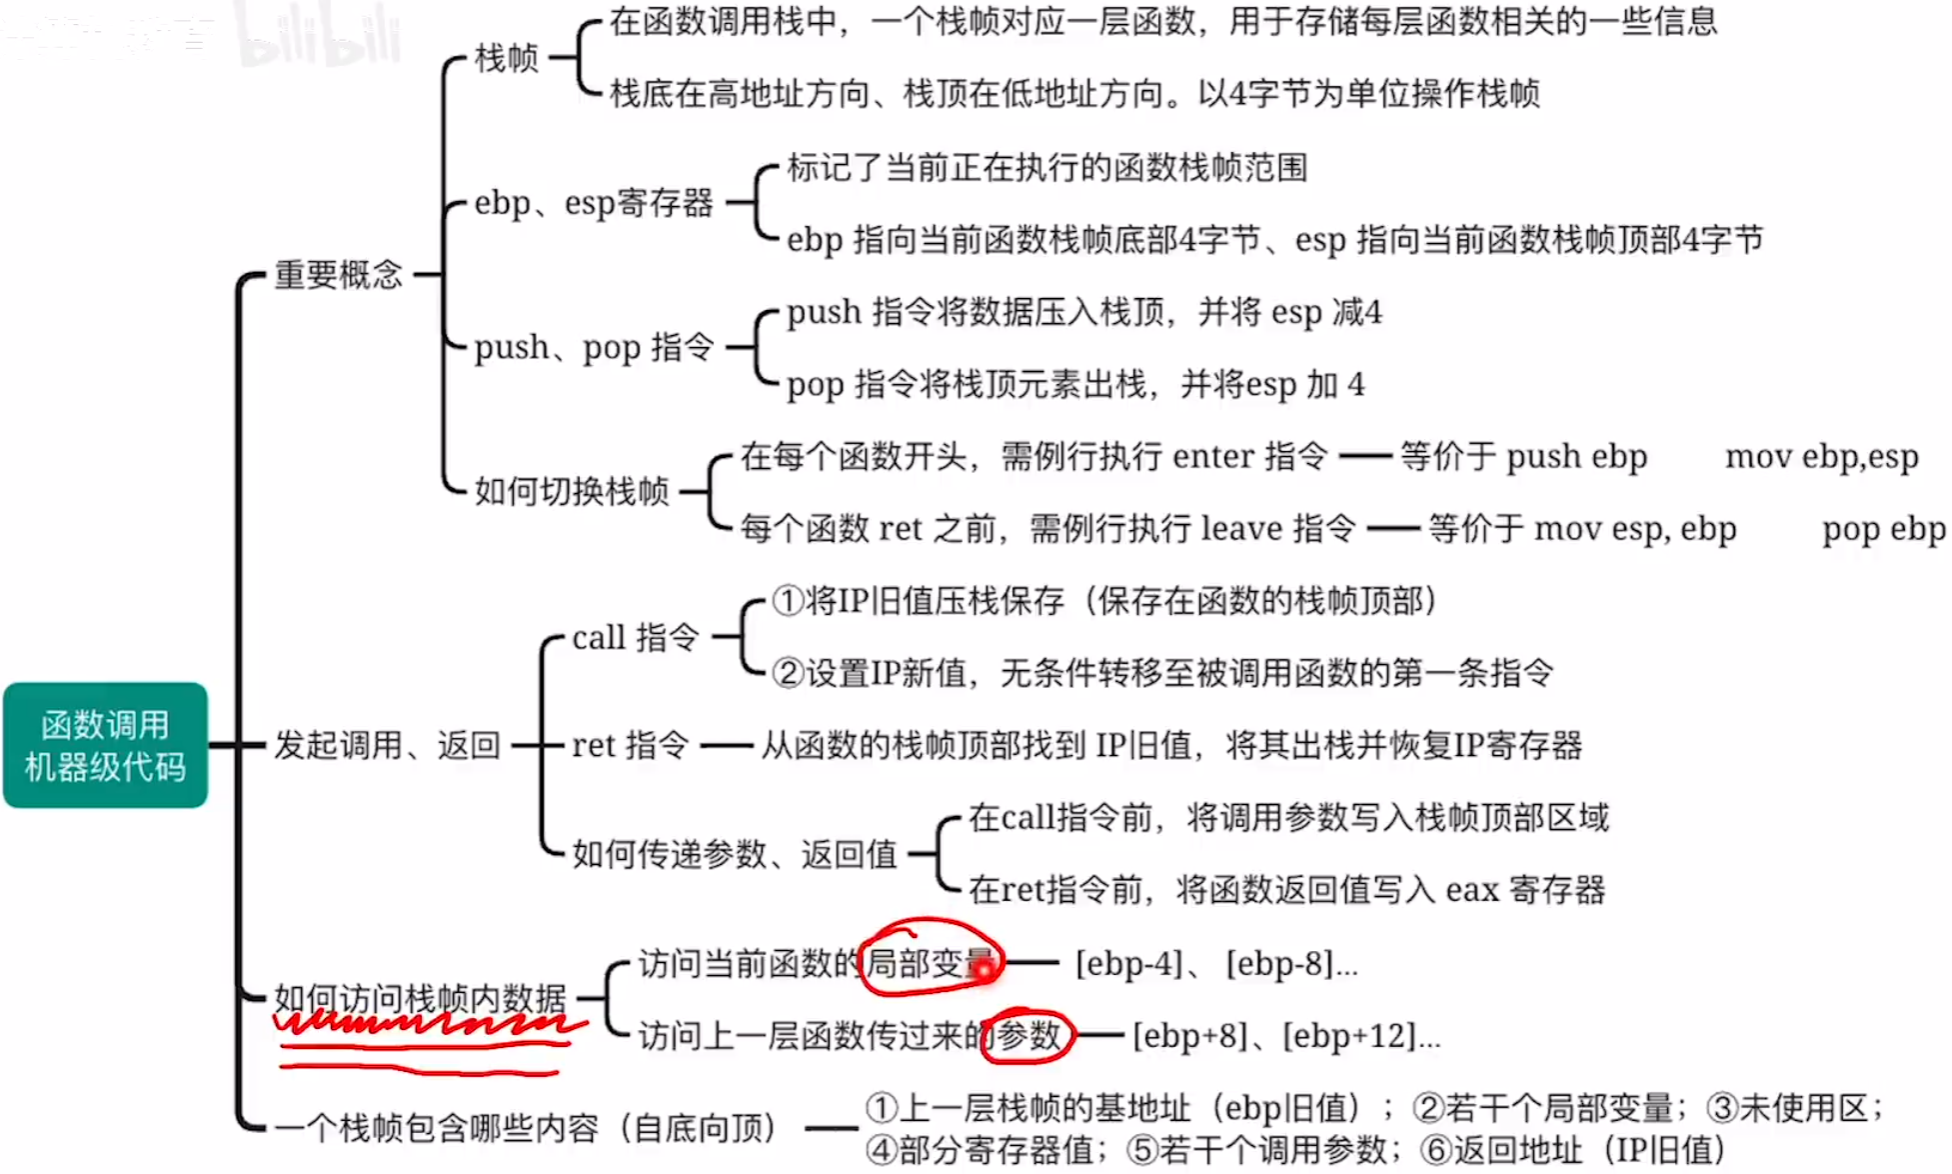 bilibili
在函数调用栈中，一个栈帧对应一层函数，用于存储每层函数相关的一些信息
栈帧
栈底在高地址方向、栈顶在低地址方向。以4字节为单位操作栈帧
标记了当前正在执行的函数栈帧范围
ebp、esp寄存器
ebp 指向当前函数栈帧底部4字节、esp 指向当前函数栈帧顶部4字节
重要概念
push 指令将数据压入栈顶，并将 esp 减4
push、pop 指令
pop 指令将栈顶元素出栈，并将esp 加 4
在每个函数开头，需例行执行 enter 指令 等价于 push ebp mov ebp,esp
如何切换栈帧
每个函数 ret 之前，需例行执行 leave 指令 等价于 mov esp, ebp pop ebp
①将IP旧值压栈保存（保存在函数的栈帧顶部）
call 指令
②设置IP新值，无条件转移至被调用函数的第一条指令
函数调用
机器级代码
发起调用、返回
ret 指令 从函数的栈帧顶部找到 IP旧值，将其出栈并恢复IP寄存器
在call指令前，将调用参数写入栈帧顶部区域
如何传递参数、返回值
在ret指令前，将函数返回值写入 eax 寄存器
访问当前函数的局部变量 [ebp-4]、 [ebp-8]...
如何访问栈帧内数据
访问上一层函数传过来的参数 [ebp+8]、[ebp+12]...
一个栈帧包含哪些内容（自底向顶）
①上一层栈帧的基地址（ebp旧值）；②若干个局部变量；③未使用区；
④部分寄存器值；⑤若干个调用参数；⑥返回地址（IP旧值）